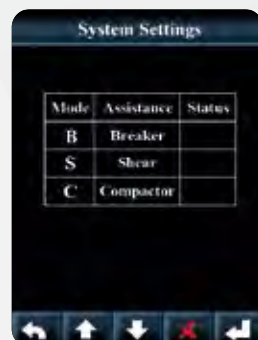 System Settings
Mode Assistance Status
B Breaker
S Shear
C Compactor